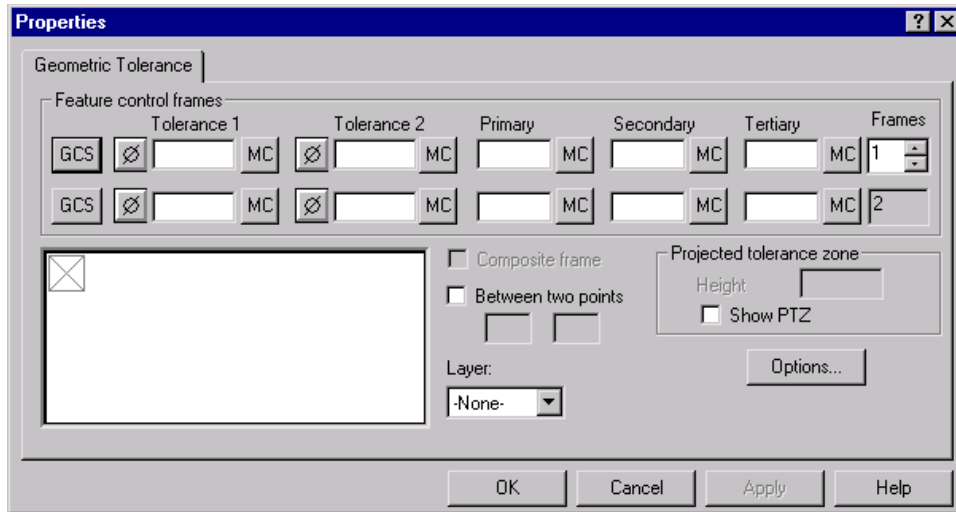 Properties
Geometric Tolerance
Feature control frames
Tolerance 1 Tolerance 2 Primary Secondary Tertiary Frames
GCS Ø MC Ø MC MC MC MC 1
GCS Ø MC Ø MC MC MC MC 2
Composite frame
Between two points
Projected tolerance zone
Height
Show PTZ
Layer:
-None-
Options...
OK Cancel Apply Help